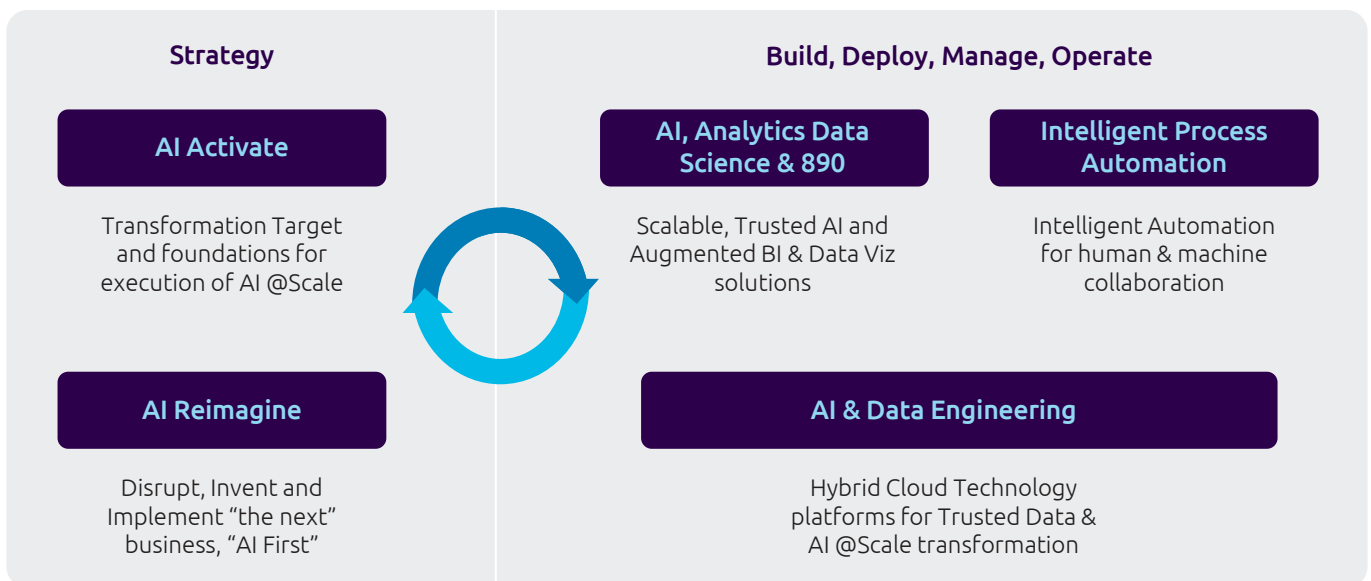 Strategy
AI Activate
Transformation Target
and foundations for
execution of AI @Scale
AI Reimagine
Disrupt, Invent and
Implement “the next”
business, “AI First”
Build, Deploy, Manage, Operate
AI, Analytics Data
Science & 890
Scalable, Trusted AI and
Augmented BI & Data Viz
solutions
Intelligent Process
Automation
Intelligent Automation
for human & machine
collaboration
AI & Data Engineering
Hybrid Cloud Technology
platforms for Trusted Data &
AI @Scale transformation